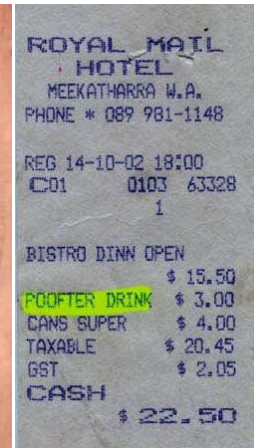 ROYAL MAIL
HOTEL
MEEKATHARRA W.A.
PHONE * 089 981-1148
REG 14-10-02 18:00
C01 0103 63328
1
BISTRO DINN OPEN
$ 15.50
POOFTER DRINK $ 3.00
CANS SUPER $ 4.00
TAXABLE $ 20.45
GST $ 2.05
CASH
$ 22.50